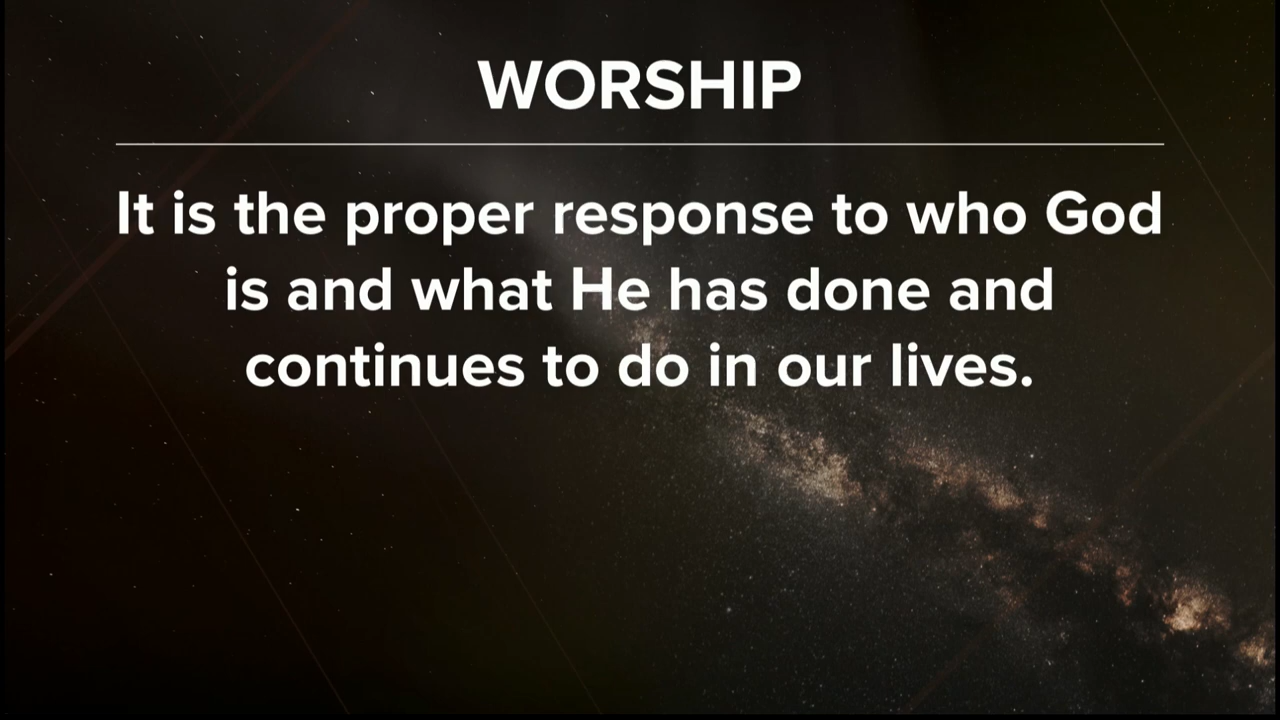 WORSHIP
It is the proper response to who God
is and what He has done and
continues to do in our lives.